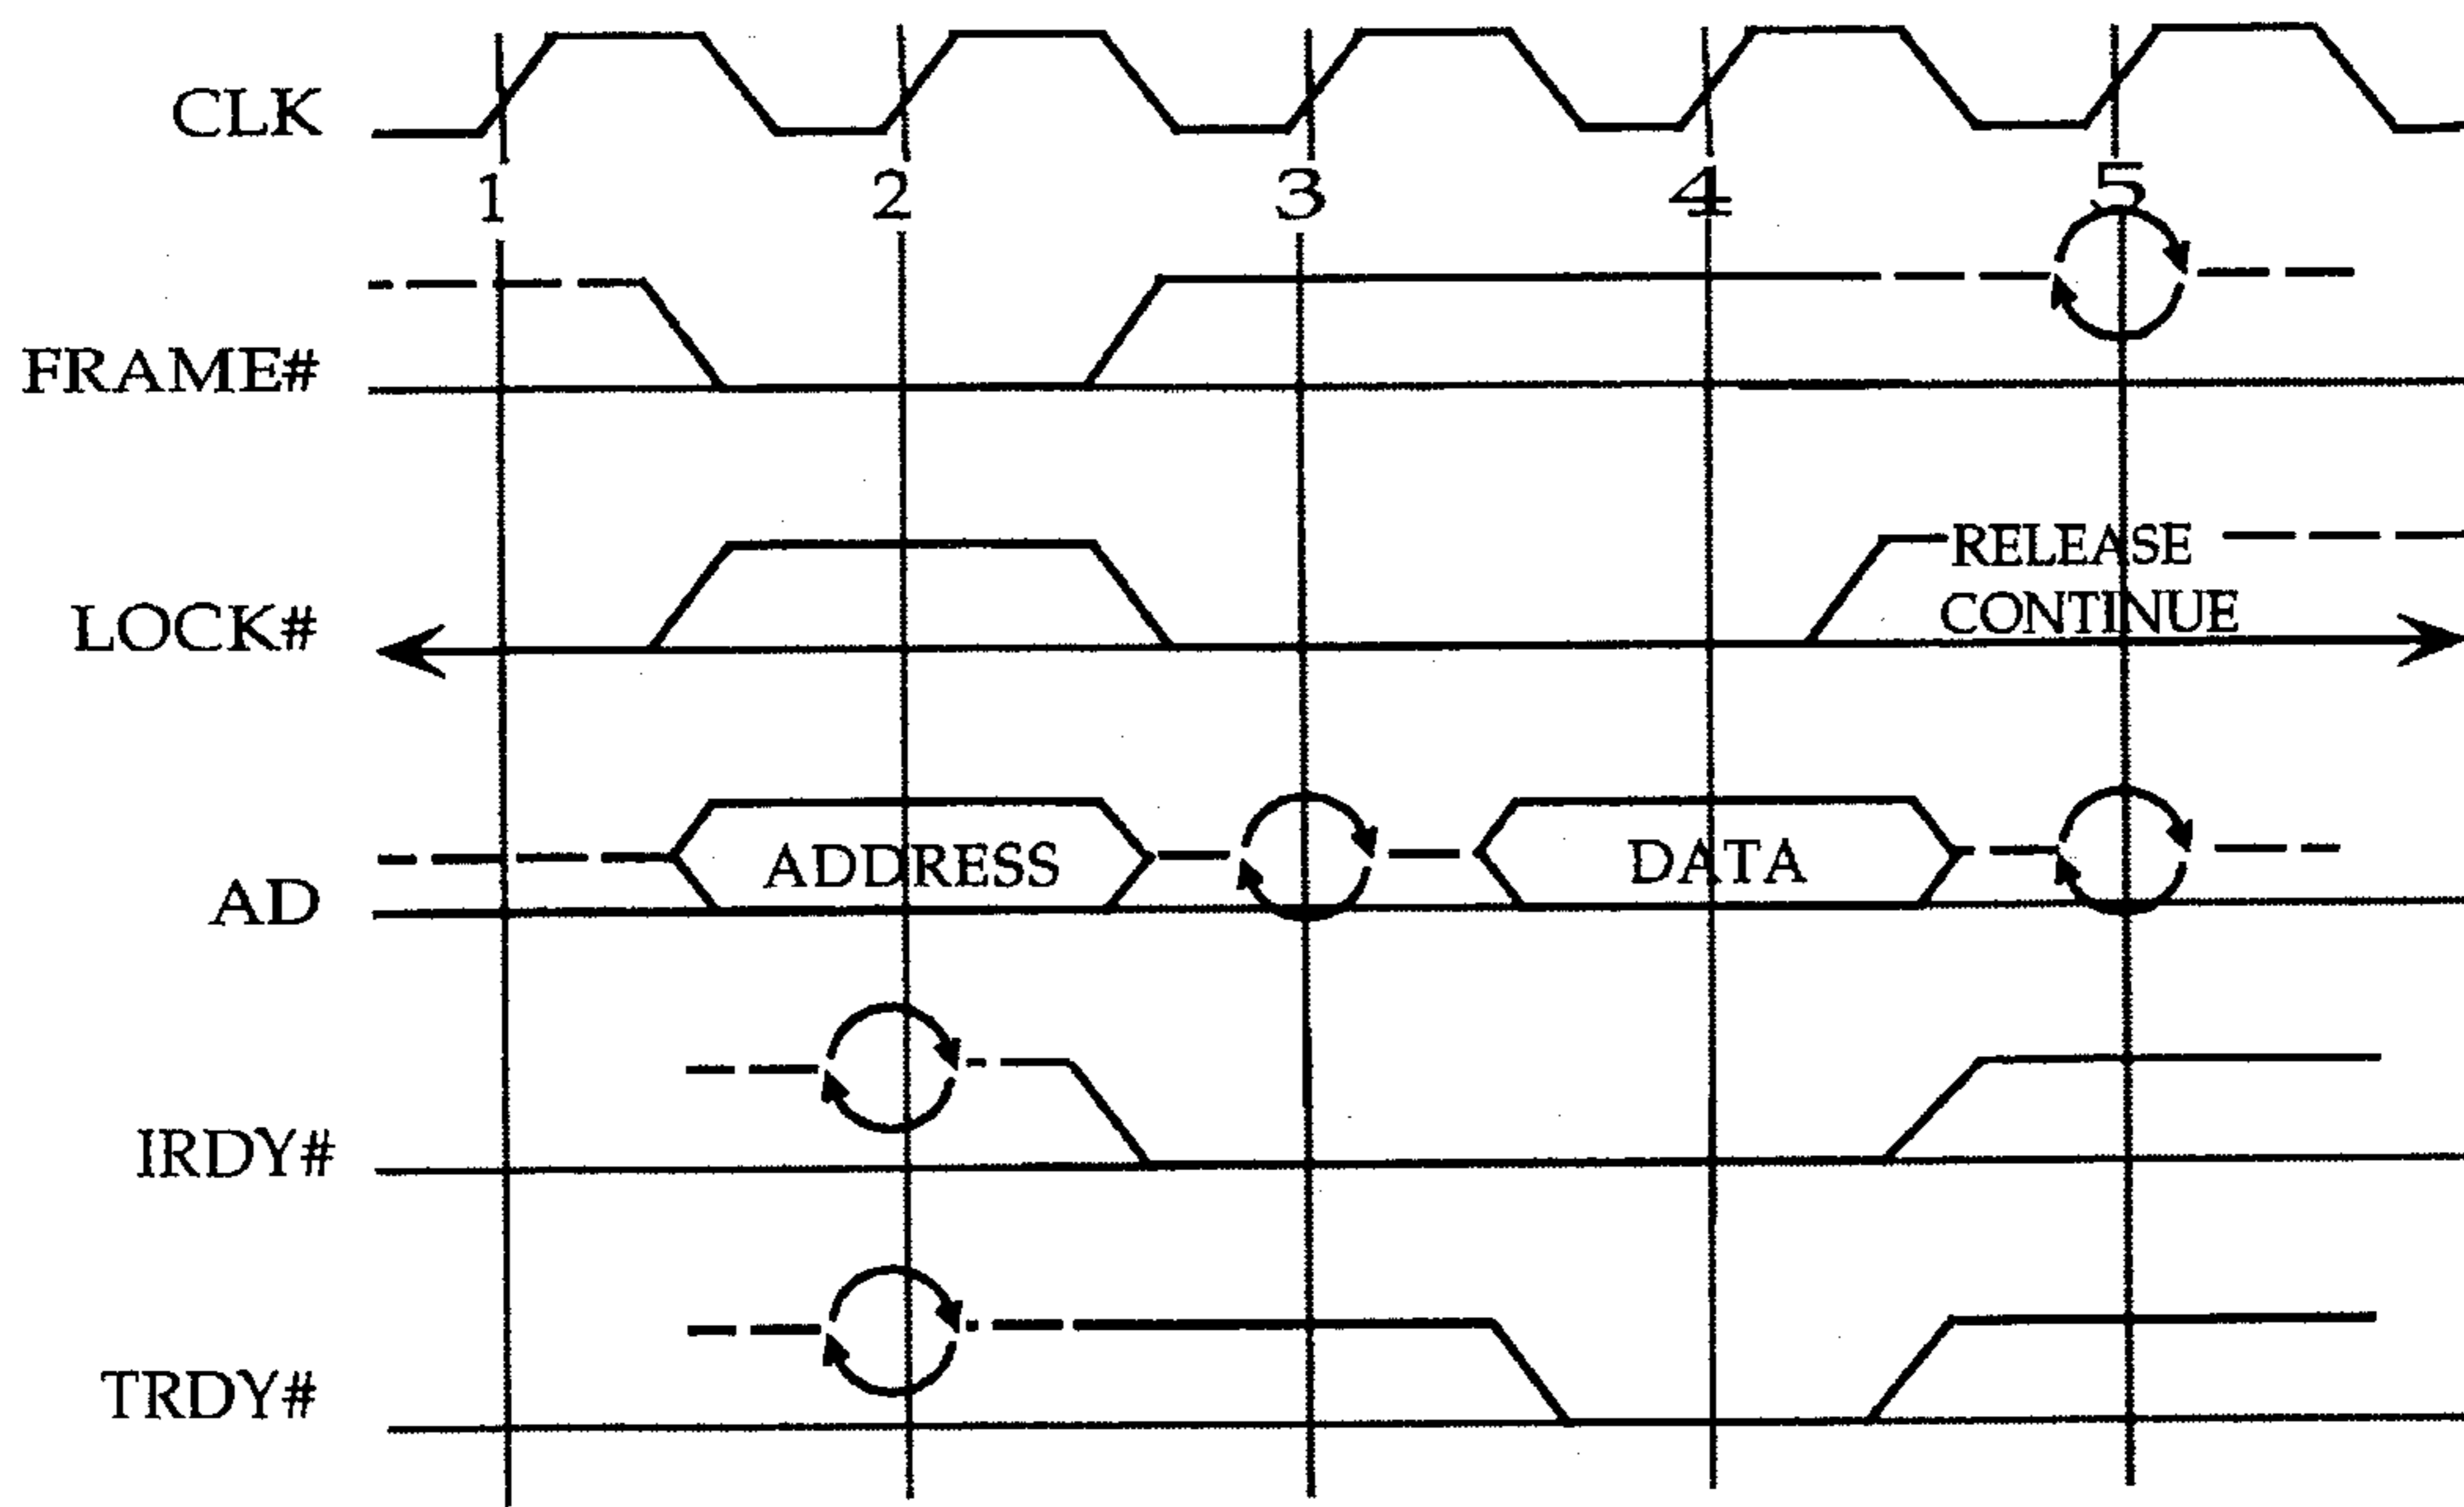 CLK
1 2 3 4 5
FRAME#
RELEASE
LOCK# CONTINUE
ADDRESS DATA
AD
IRDY#
TRDY#